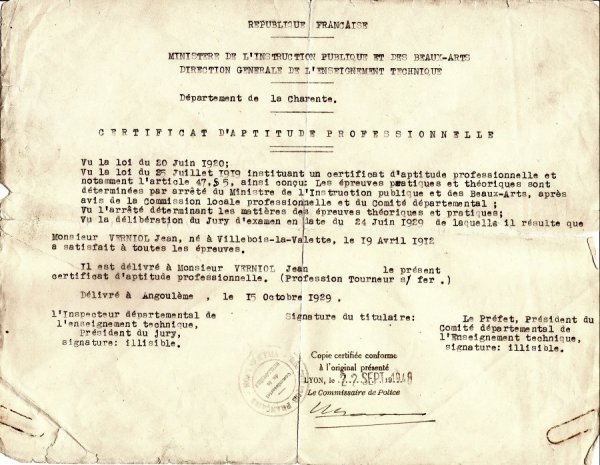 REPUBLIQUE FRANCAISE
MINISTERE DE L'INSTRUCTION PUBLIQUE ET DES BEAUX-ARTS
DIRECTION GENERALE DE L'ENSEIGNEMENT TECHNIQUE
Département de la Charente.
CERTIFICAT D'APTITUDE PROFESSIONNELLE
Vu la loi du 20 Juin 1920;
Vu la loi du 25 Juillet 1919 instituant un certificat d'aptitude professionnelle et
notamment l'article 47,§ 5, ainsi conçu: Les épreuves pratiques et théoriques sont
déterminées par arrêté du Ministre de l'Instruction publique et des Beaux-Arts, après
avis de la Commission locale professionnelle et du Comité départemental ;
Vu l'arrêté déterminant les matières des épreuves théoriques et pratiques;
Vu la délibération du Jury d'examen en date du 24 Juin 1929 de laquelle il résulte que
Monsieur VERNIOL Jean, né à Villebois-la-Valette, le 19 Avril 1912
a satisfait à toutes les épreuves.
Il est délivré à Monsieur VERNIOL Jean le présent
certificat d'aptitude professionnelle. (Profession Tourneur s/ fer .)
Délivré à Angoulème , le 15 Octobre 1929 .
l'Inspecteur départemental de
l'enseignement technique,
Président du jury,
signature: illisible.
Signature du titulaire:
Le Préfet, Président du
Comité départemental de
l'Enseignement technique,
signature: illisible.
Copie certifiée conforme
à l'original présenté
LYON, le 22 SEPT 1948
Le Commissaire de Police